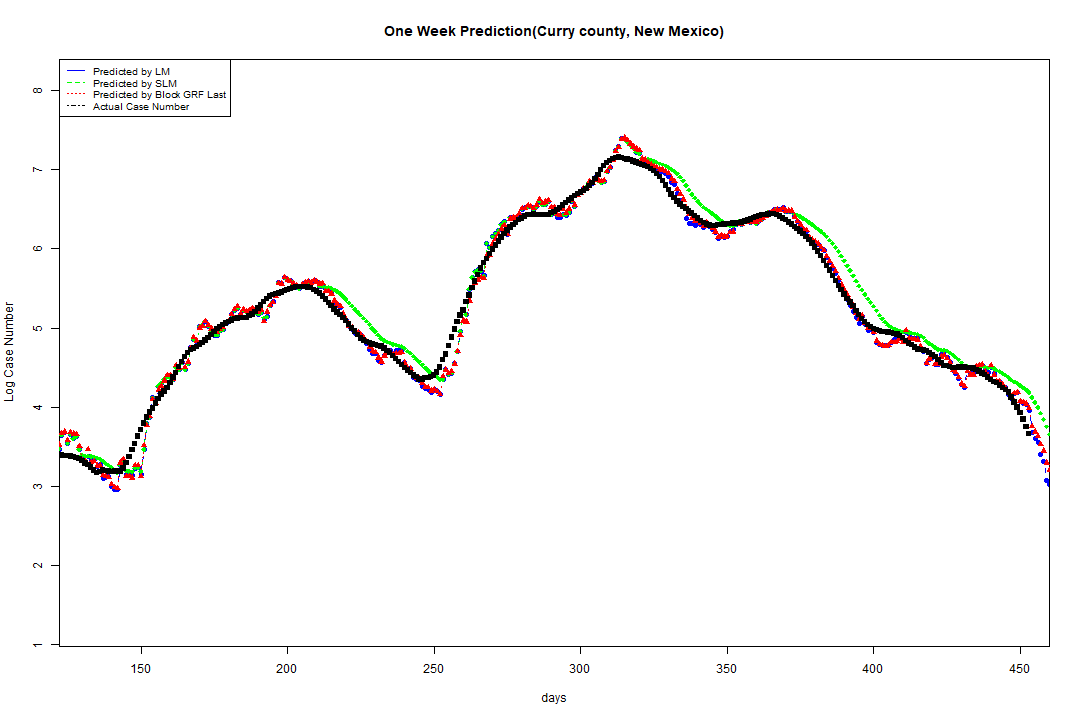 One Week Prediction(Curry county, New Mexico)
Predicted by LM
Predicted by SLM
Predicted by Block GRF Last
Actual Case Number
8
7
6
5
4
3
2
1
Log Case Number
150 200 250 300 350 400 450
days